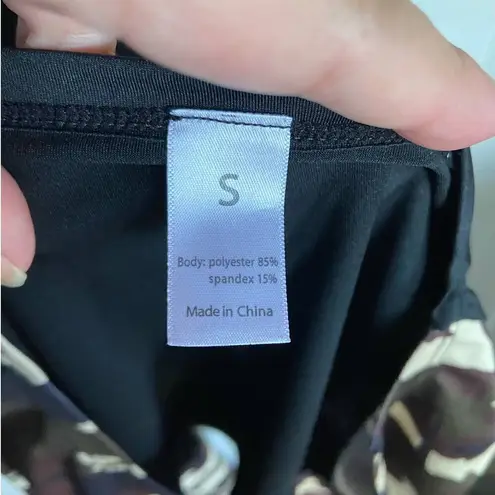 S
Body: polyester 85%
spandex 15%
Made in China